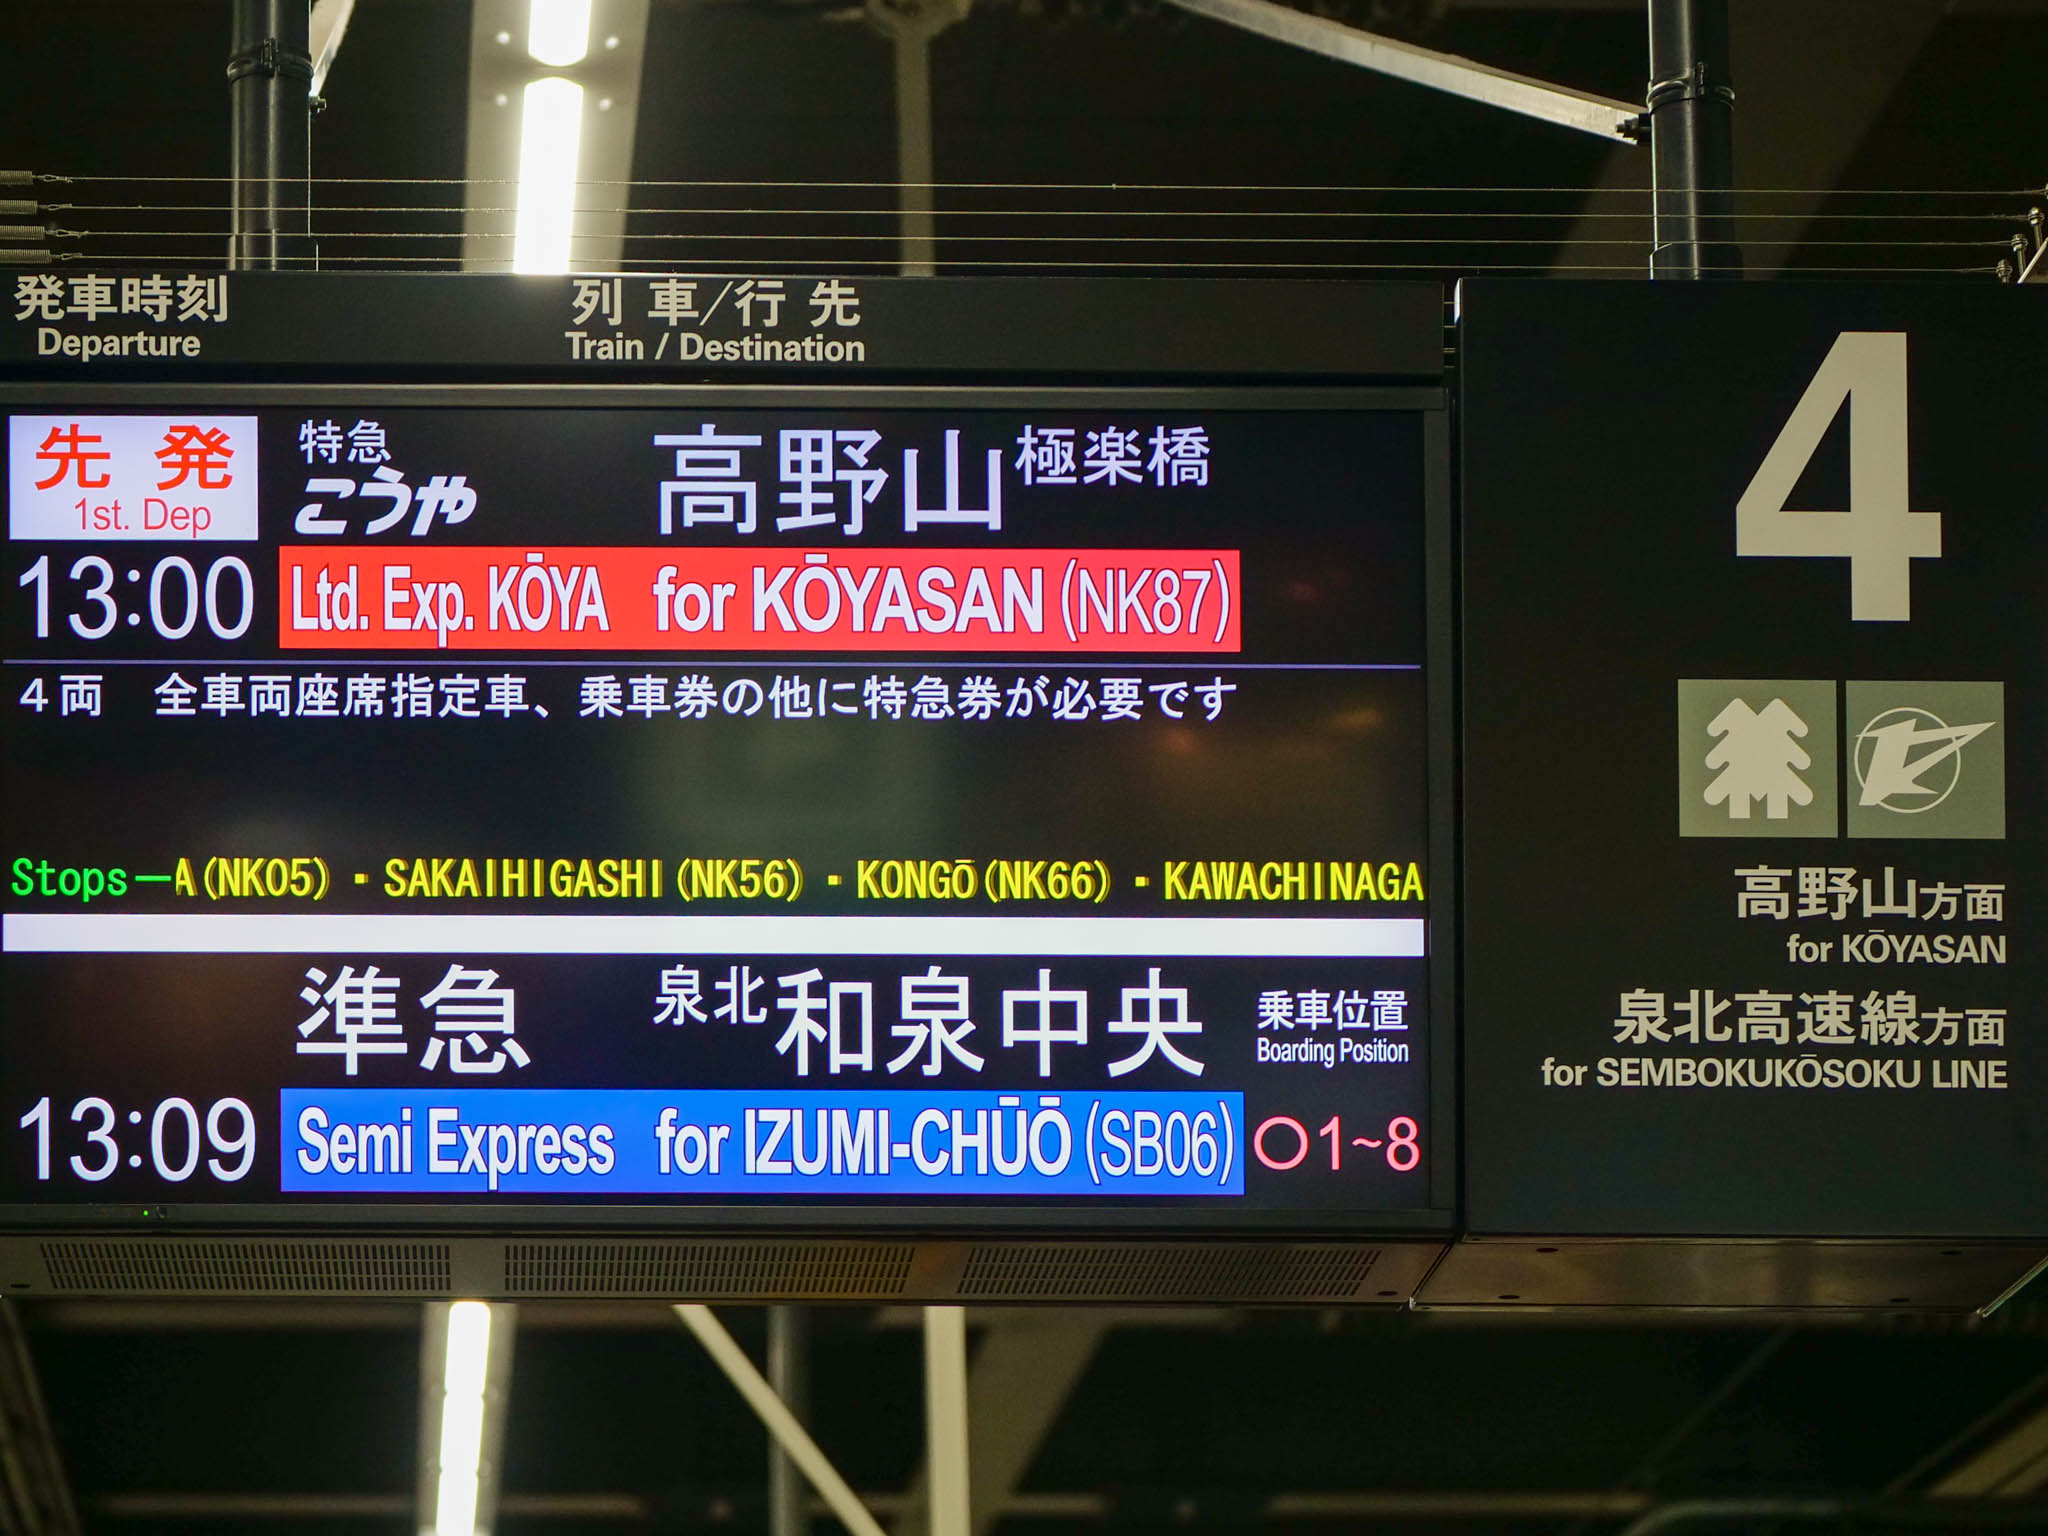 発車時刻
Departure
列車/行先
Train / Destination
先発
1st. Dep
特急
こうや
高野山 極楽橋
13:00
Ltd. Exp. KŌYA for KŌYASAN (NK87)
4両 全車両座席指定車、乗車券の他に特急券が必要です
Stops—A(NK05)・SAKAIHIGASHI(NK56)・KONGŌ(NK66)・KAWACHINAGA
準急 泉北 和泉中央
乗車位置
Boarding Position
13:09
Semi Express for IZUMI-CHŪŌ (SB06)
○1~8
4
高野山方面
for KŌYASAN
泉北高速線方面
for SEMBOKUKŌSOKU LINE